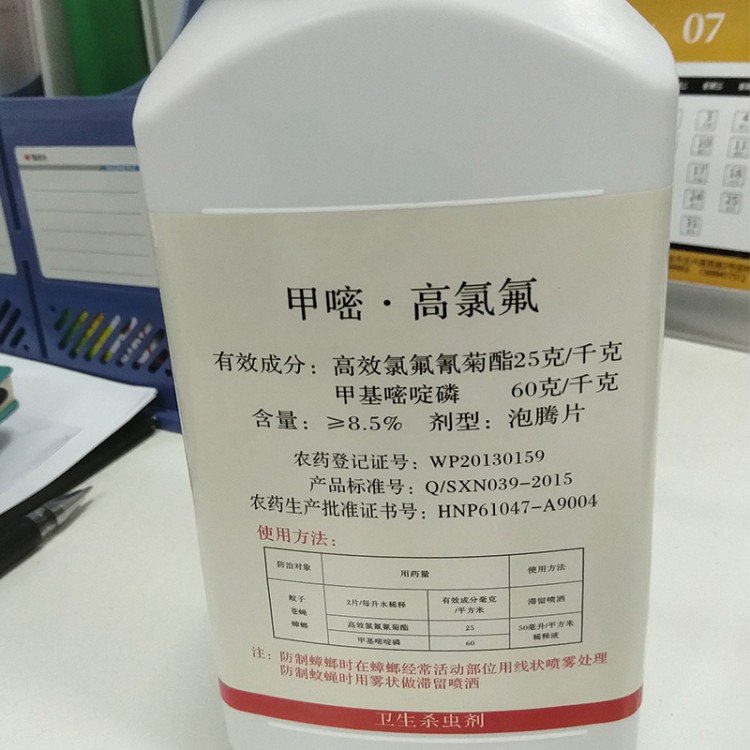 07
甲嘧·高氯氟
有效成分：高效氯氟氰菊酯25克/千克
甲基嘧啶磷 60克/千克
含量：≥8.5% 剂型：泡腾片
农药登记证号：WP20130159
产品标准号：Q/SXN039-2015
农药生产批准证书号：HNP61047-A9004
使用方法：
防治对象 用药量 使用方法
蚊子 苍蝇 蟑螂
2片/每升水稀释 有效成分毫克/平方米 滞留喷洒
高效氯氟氰菊酯 25 50毫升/平方米稀释液
甲基嘧啶磷 60
注：防制蟑螂时在蟑螂经常活动部位用线状喷雾处理
防制蚊蝇时用雾状做滞留喷洒
卫生杀虫剂